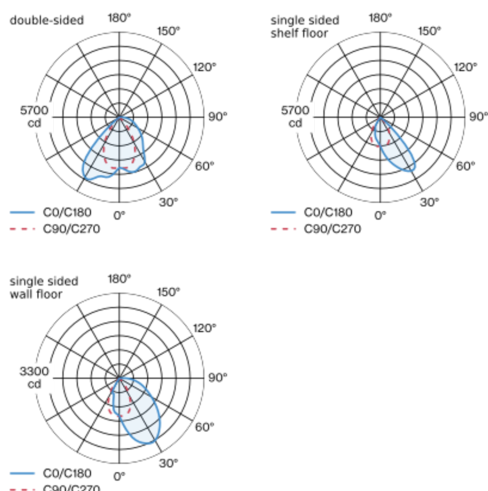 double-sided
180°
150°
120°
90°
60°
30°
0°
5700
cd
C0/C180
C90/C270
single sided
shelf floor
180°
150°
120°
90°
60°
30°
0°
5700
cd
C0/C180
C90/C270
single sided
wall floor
180°
150°
120°
90°
60°
30°
0°
3300
cd
C0/C180
C90/C270